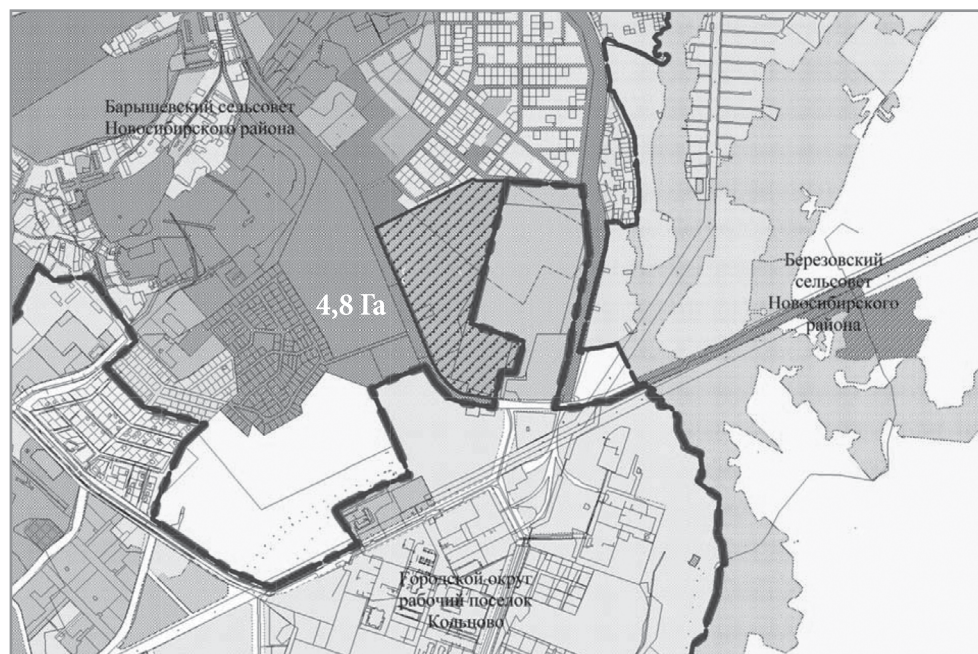 Барышевский сельсовет
Новосибирского района
4,8 Га
Березовский
сельсовет
Новосибирского
района
Городской округ
рабочий поселок
Кольцово